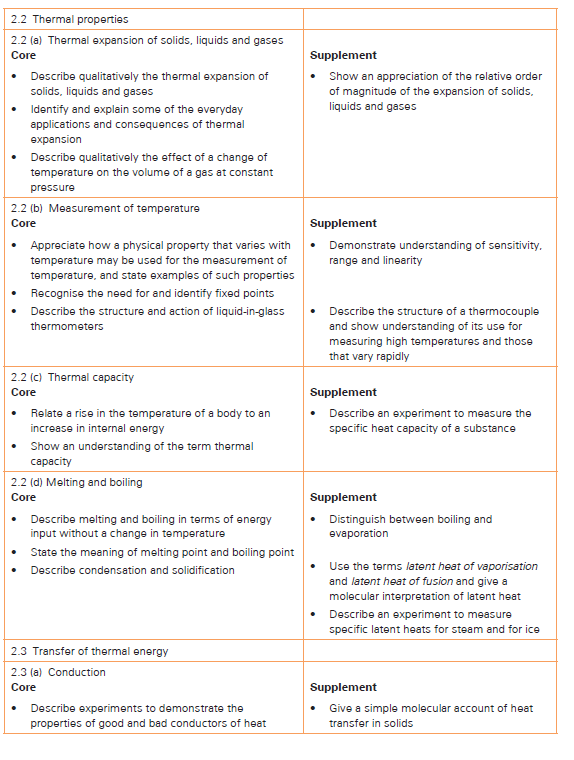 2.2 Thermal properties
2.2 (a) Thermal expansion of solids, liquids and gases
Core
• Describe qualitatively the thermal expansion of
solids, liquids and gases
• Identify and explain some of the everyday
applications and consequences of thermal
expansion
• Describe qualitatively the effect of a change of
temperature on the volume of a gas at constant
pressure
Supplement
• Show an appreciation of the relative order
of magnitude of the expansion of solids,
liquids and gases
2.2 (b) Measurement of temperature
Core
• Appreciate how a physical property that varies with
temperature may be used for the measurement of
temperature, and state examples of such properties
• Recognise the need for and identify fixed points
• Describe the structure and action of liquid-in-glass
thermometers
Supplement
• Demonstrate understanding of sensitivity,
range and linearity
• Describe the structure of a thermocouple
and show understanding of its use for
measuring high temperatures and those
that vary rapidly
2.2 (c) Thermal capacity
Core
• Relate a rise in the temperature of a body to an
increase in internal energy
• Show an understanding of the term thermal
capacity
Supplement
• Describe an experiment to measure the
specific heat capacity of a substance
2.2 (d) Melting and boiling
Core
• Describe melting and boiling in terms of energy
input without a change in temperature
• State the meaning of melting point and boiling point
• Describe condensation and solidification
Supplement
• Distinguish between boiling and
evaporation
• Use the terms latent heat of vaporisation
and latent heat of fusion and give a
molecular interpretation of latent heat
• Describe an experiment to measure
specific latent heats for steam and for ice
2.3 Transfer of thermal energy
2.3 (a) Conduction
Core
• Describe experiments to demonstrate the
properties of good and bad conductors of heat
Supplement
• Give a simple molecular account of heat
transfer in solids